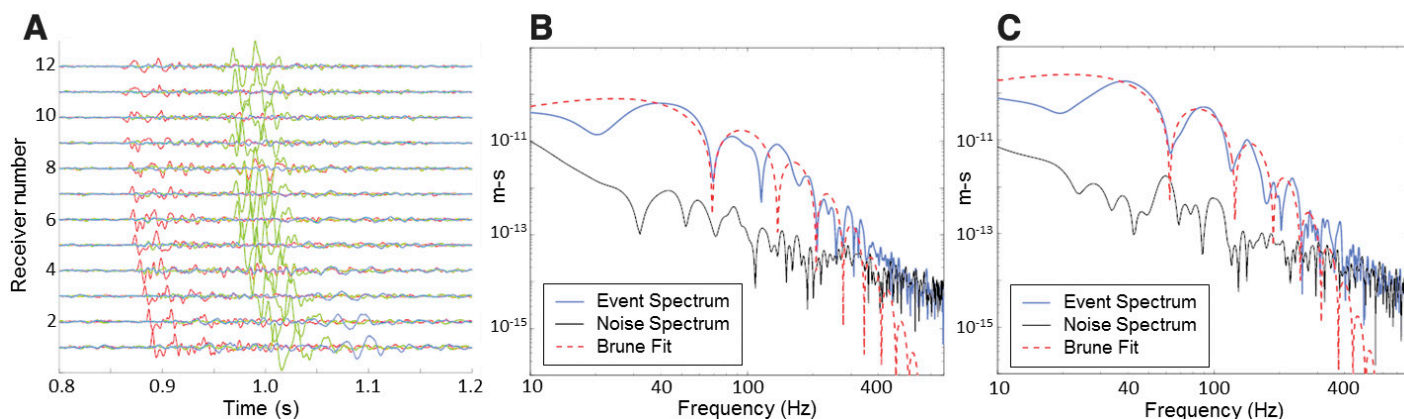 A
Receiver number
12
10
8
6
4
2
0.8
0.9
1.0
1.1
1.2
Time (s)
B
m-s
10-11
10-13
10-15
Event Spectrum
Noise Spectrum
Brune Fit
10
40
100
400
Frequency (Hz)
C
m-s
10-11
10-13
10-15
Event Spectrum
Noise Spectrum
Brune Fit
10
40
100
400
Frequency (Hz)